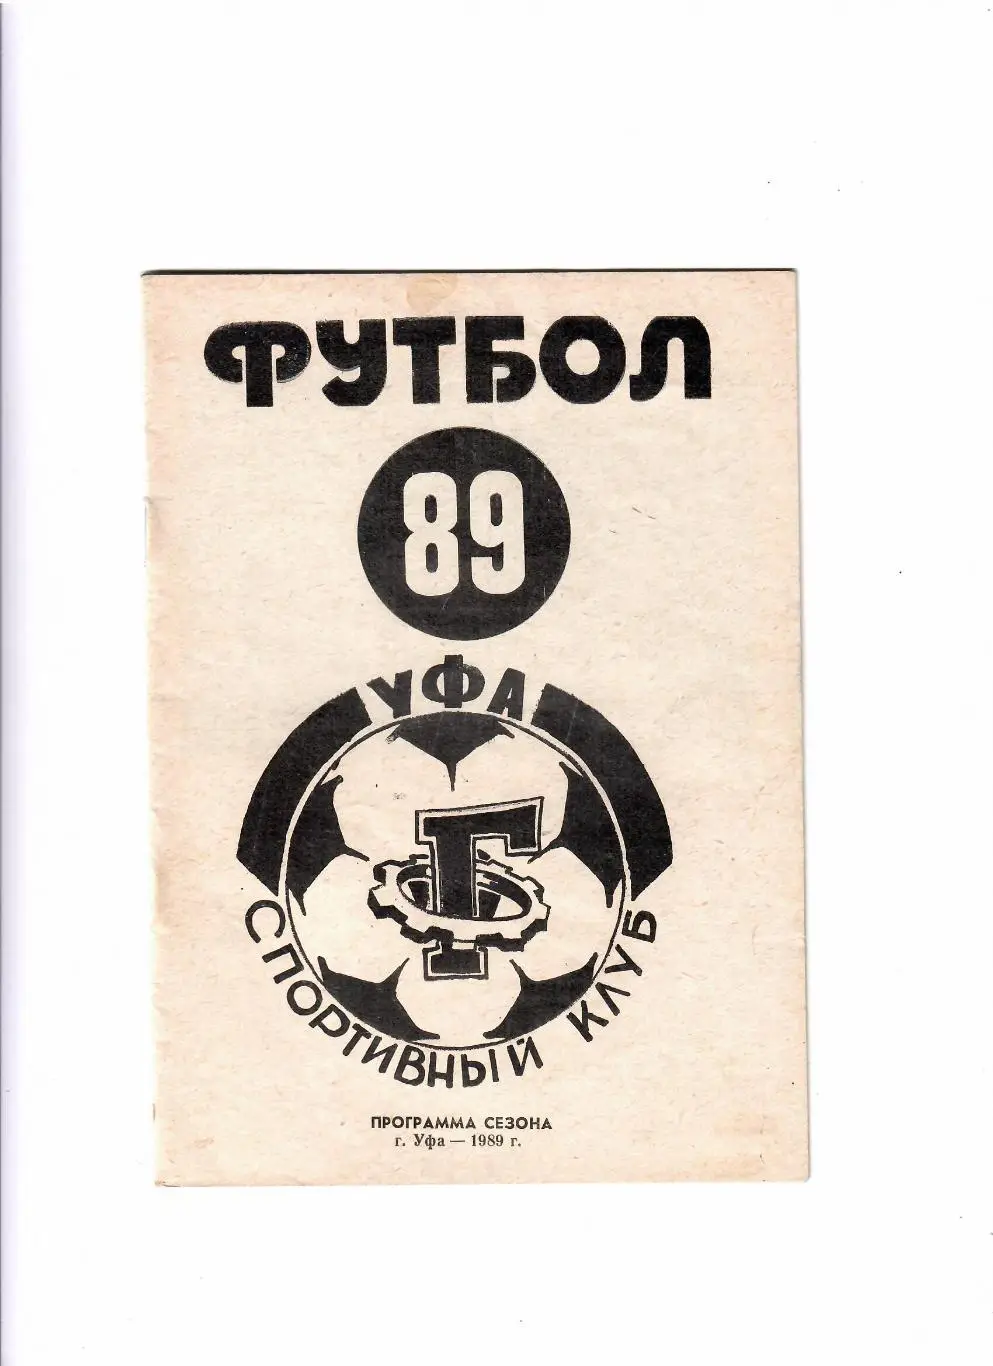 ФУТБОЛ
89
УФА
Г
СПОРТИВНЫЙ КЛУБ
ПРОГРАММА СЕЗОНА
г. Уфа — 1989 г.